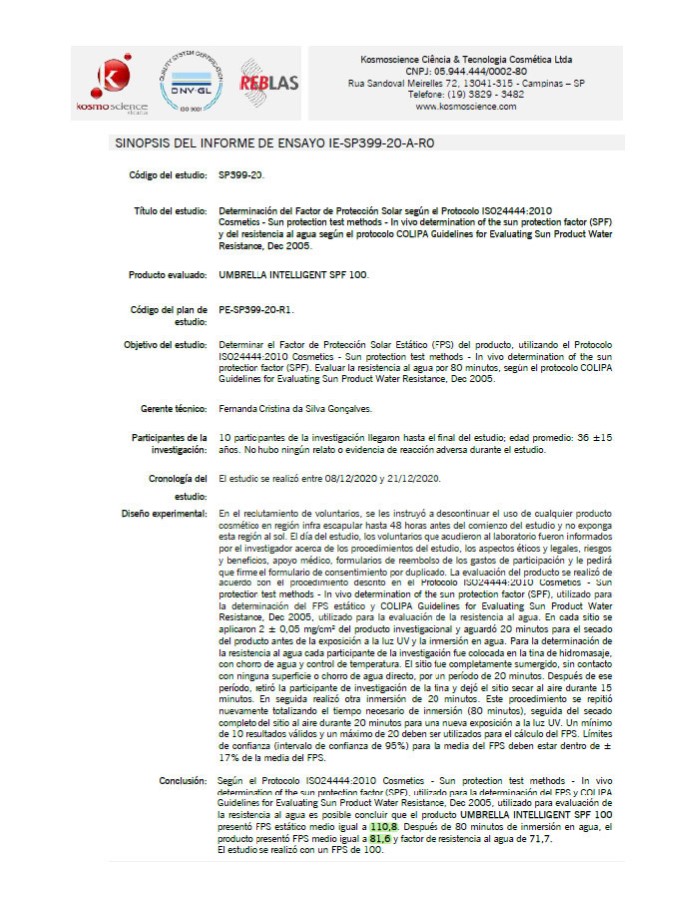 kosmoscience
QUALITY SYSTEM CERTIFICATION
DNV·GL
ISO 9001
REBLAS
Kosmoscience Ciência & Tecnologia Cosmética Ltda
CNPJ: 05.944.444/0002-80
Rua Sandoval Meirelles 72, 13041-315 - Campinas – SP
Telefone: (19) 3829 - 3482
www.kosmoscience.com
SINOPSIS DEL INFORME DE ENSAYO IE-SP399-20-A-R0
Código del estudio: SP399-20.
Título del estudio: Determinación del Factor de Protección Solar según el Protocolo ISO24444:2010
Cosmetics - Sun protection test methods - In vivo determination of the sun protection factor (SPF)
y del resistencia al agua según el protocolo COLIPA Guidelines for Evaluating Sun Product Water
Resistance, Dec 2005.
Producto evaluado: UMBRELLA INTELLIGENT SPF 100.
Código del plan de estudio: PE-SP399-20-R1.
Objetivo del estudio: Determinar el Factor de Protección Solar Estático (FPS) del producto, utilizando el Protocolo
ISO24444:2010 Cosmetics - Sun protection test methods - In vivo determination of the sun
protection factor (SPF). Evaluar la resistencia al agua por 80 minutos, según el protocolo COLIPA
Guidelines for Evaluating Sun Product Water Resistance, Dec 2005.
Gerente técnico: Fernanda Cristina da Silva Gonçalves.
Participantes de la 10 participantes de la investigación llegaron hasta el final del estudio; edad promedio: 36 ±15
investigación: años. No hubo ningún relato o evidencia de reacción adversa durante el estudio.
Cronología del El estudio se realizó entre 08/12/2020 y 21/12/2020.
estudio:
Diseño experimental: En el reclutamiento de voluntarios, se les instruyó a descontinuar el uso de cualquier producto
cosmético en región infra escapular hasta 48 horas antes del comienzo del estudio y no exponga
esta región al sol. El día del estudio, los voluntarios que acudieron al laboratorio fueron informados
por el investigador acerca de los procedimientos del estudio, los aspectos éticos y legales, riesgos
y beneficios, apoyo médico, formularios de reembolso de los gastos de participación y le pedirá
que firme el formulario de consentimiento por duplicado. La evaluación del producto se realizó de
acuerdo con el procedimiento descrito en el Protocolo ISO24444:2010 Cosmetics - Sun
protection test methods - In vivo determination of the sun protection factor (SPF), utilizado para
la determinación del FPS estático y COLIPA Guidelines for Evaluating Sun Product Water
Resistance, Dec 2005, utilizado para la evaluación de la resistencia al agua. En cada sitio se
aplicaron 2 ± 0,05 mg/cm² del producto investigacional y aguardó 20 minutos para el secado
del producto antes de la exposición a la luz UV y la inmersión en agua. Para la determinación de
la resistencia al agua cada participante de la investigación fue colocada en la tina de hidromasaje,
con chorro de agua y control de temperatura. El sitio fue completamente sumergido, sin contacto
con ninguna superficie o chorro de agua directo, por un período de 20 minutos. Después de ese
período, retiró la participante de investigación de la tina y dejó el sitio secar al aire durante 15
minutos. En seguida realizó otra inmersión de 20 minutos. Este procedimiento se repitió
nuevamente totalizando el tiempo necesario de inmersión (80 minutos), seguida del secado
completo del sitio al aire durante 20 minutos para una nueva exposición a la luz UV. Un mínimo
de 10 resultados válidos y un máximo de 20 deben ser utilizados para el cálculo del FPS. Límites
de confianza (intervalo de confianza de 95%) para la media del FPS deben estar dentro de ±
17% de la media del FPS.
Conclusión: Según el Protocolo ISO24444:2010 Cosmetics - Sun protection test methods - In vivo
determination of the sun protection factor (SPF), utilizado para la determinación del FPS y COLIPA
Guidelines for Evaluating Sun Product Water Resistance, Dec 2005, utilizado para evaluación de
la resistencia al agua es posible concluir que el producto UMBRELLA INTELLIGENT SPF 100
presentó FPS estático medio igual a 110,8. Después de 80 minutos de inmersión en agua, el
producto presentó FPS medio igual a 81,6 y factor de resistencia al agua de 71,7.
El estudio se realizó con un FPS de 100.